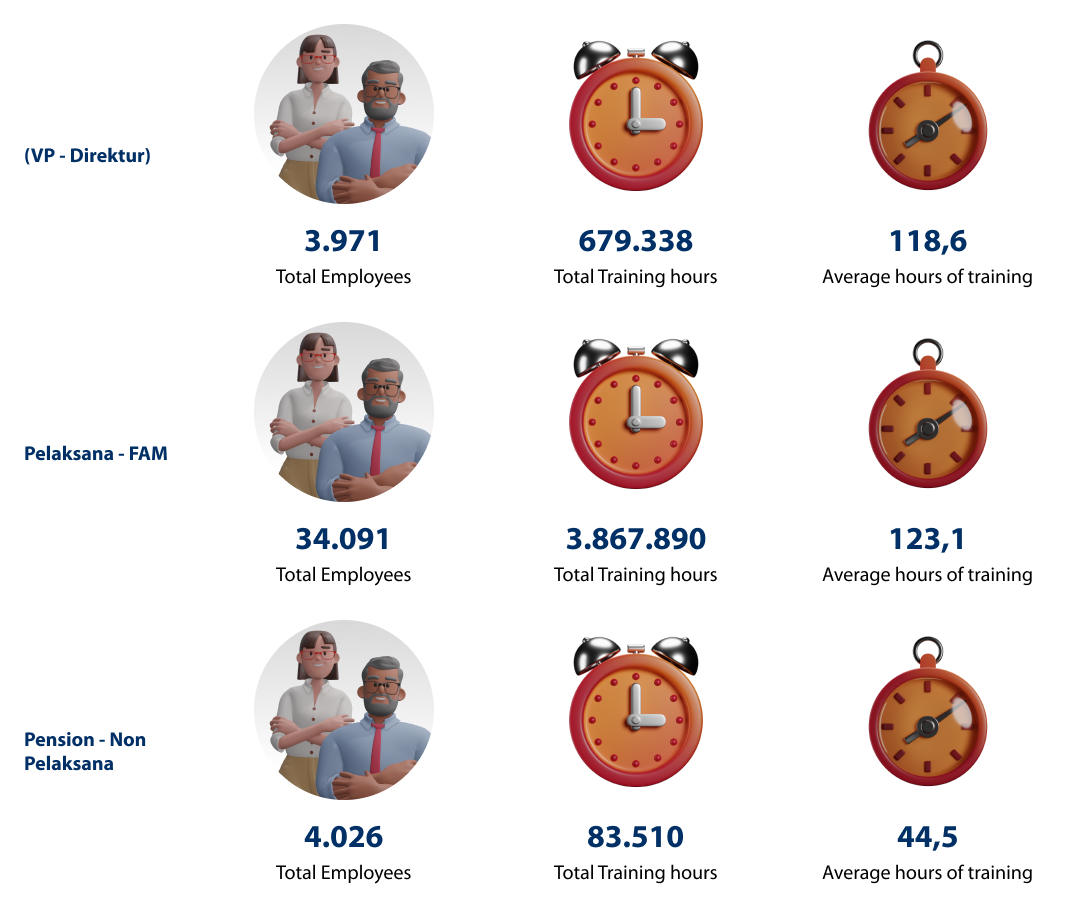 (VP - Direktur)
3.971
Total Employees
679.338
Total Training hours
118,6
Average hours of training
Pelaksana - FAM
34.091
Total Employees
3.867.890
Total Training hours
123,1
Average hours of training
Pension - Non
Pelaksana
4.026
Total Employees
83.510
Total Training hours
44,5
Average hours of training